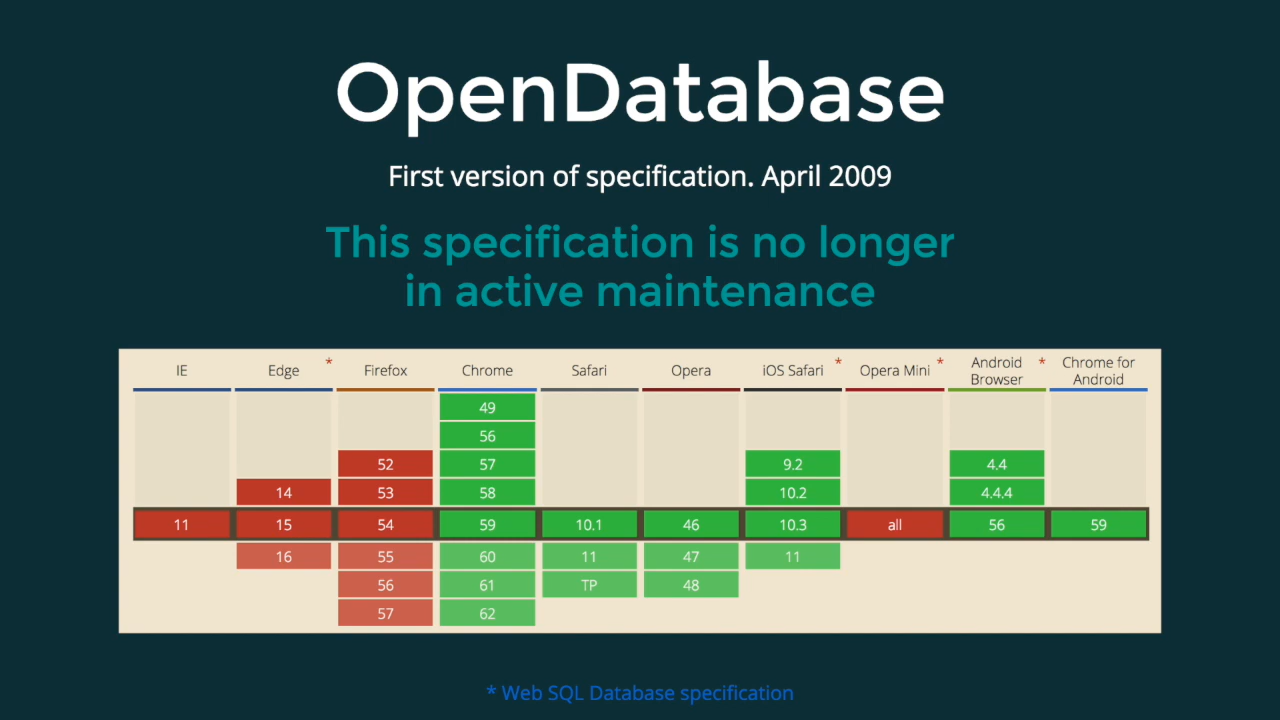 OpenDatabase
First version of specification. April 2009
This specification is no longer
in active maintenance
IE Edge * Firefox Chrome Safari Opera iOS Safari * Opera Mini * Android Browser * Chrome for Android
49
56
52 57 9.2 4.4
14 53 58 10.2 4.4.4
11 15 54 59 10.1 46 10.3 all 56 59
16 55 60 11 47 11
56 61 TP 48
57 62
* Web SQL Database specification